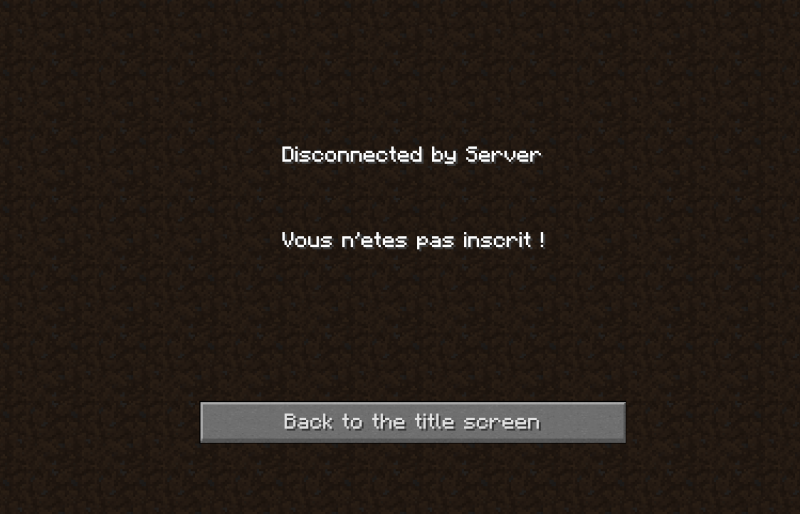 Disconnected by Server
Vous n'etes pas inscrit !
Back to the title screen